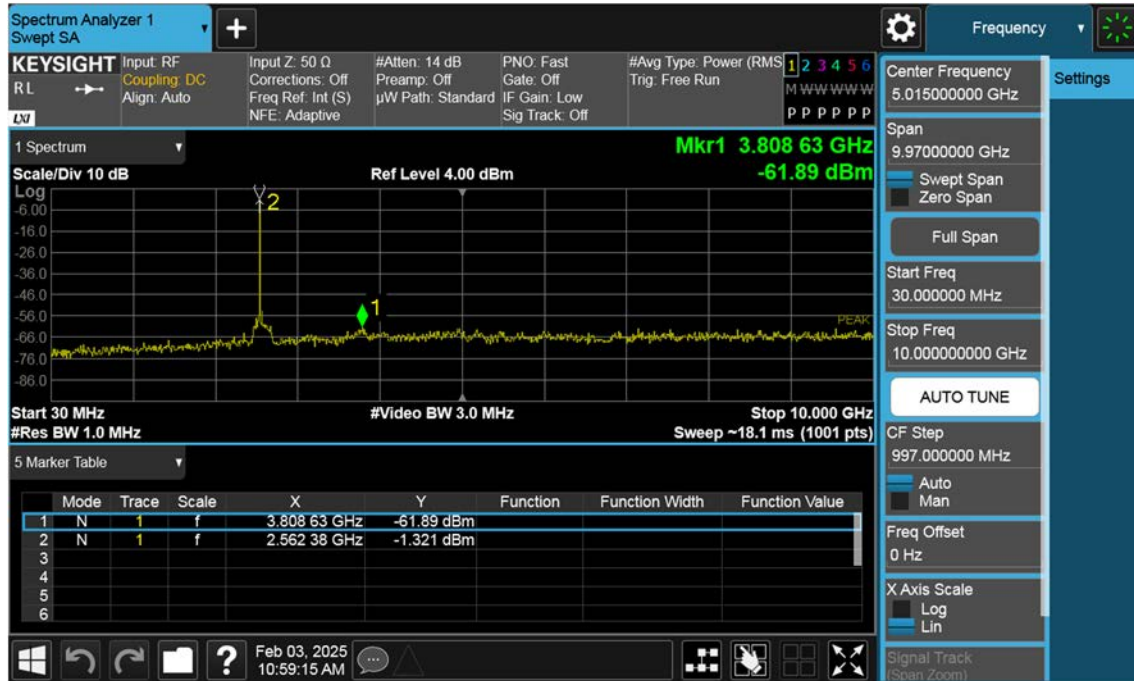 Spectrum Analyzer 1
Swept SA
+
Frequency
KEYSIGHT
RL
LXI
Input: RF
Coupling: DC
Align: Auto
Input Z: 50 Ω
Corrections: Off
Freq Ref: Int (S)
NFE: Adaptive
#Atten: 14 dB
Preamp: Off
µW Path: Standard
PNO: Fast
Gate: Off
IF Gain: Low
Sig Track: Off
#Avg Type: Power (RMS
Trig: Free Run
1 2 3 4 5 6
M W W W W W
P P P P P P
Center Frequency
5.015000000 GHz
Settings
Span
9.97000000 GHz
Swept Span
Zero Span
Full Span
Start Freq
30.000000 MHz
Stop Freq
10.000000000 GHz
AUTO TUNE
CF Step
997.000000 MHz
Auto
Man
Freq Offset
0 Hz
X Axis Scale
Log
Lin
Signal Track
(Span Zoom)
1 Spectrum
Mkr1 3.808 63 GHz
-61.89 dBm
Scale/Div 10 dB
Ref Level 4.00 dBm
Log
-6.00
-16.0
-26.0
-36.0
-46.0
-56.0
-66.0
-76.0
-86.0
2
1
PEAK
Start 30 MHz
#Video BW 3.0 MHz
Stop 10.000 GHz
#Res BW 1.0 MHz
Sweep ~18.1 ms (1001 pts)
5 Marker Table
Mode Trace Scale X Y Function Function Width Function Value
1 N 1 f 3.808 63 GHz -61.89 dBm
2 N 1 f 2.562 38 GHz -1.321 dBm
3
4
5
6
?
Feb 03, 2025
10:59:15 AM